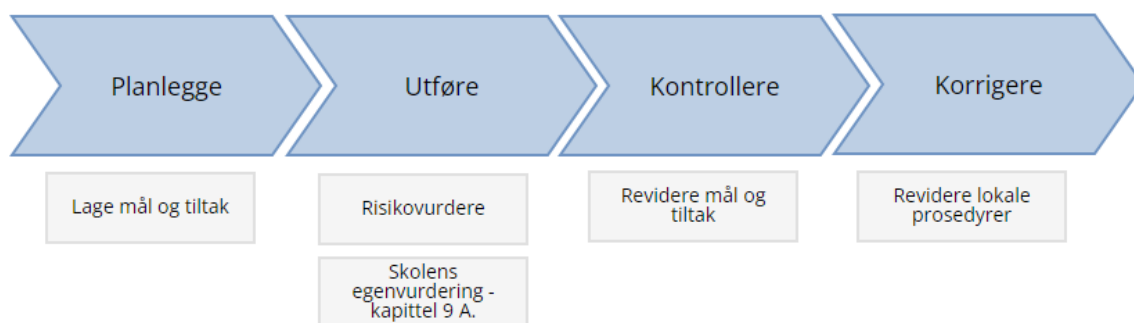 Planlegge
Utføre
Kontrollere
Korrigere
Lage mål og tiltak
Risikovurdere
Revidere mål og
tiltak
Revidere lokale
prosedyrer
Skolens
egenvurdering -
kapittel 9 A.